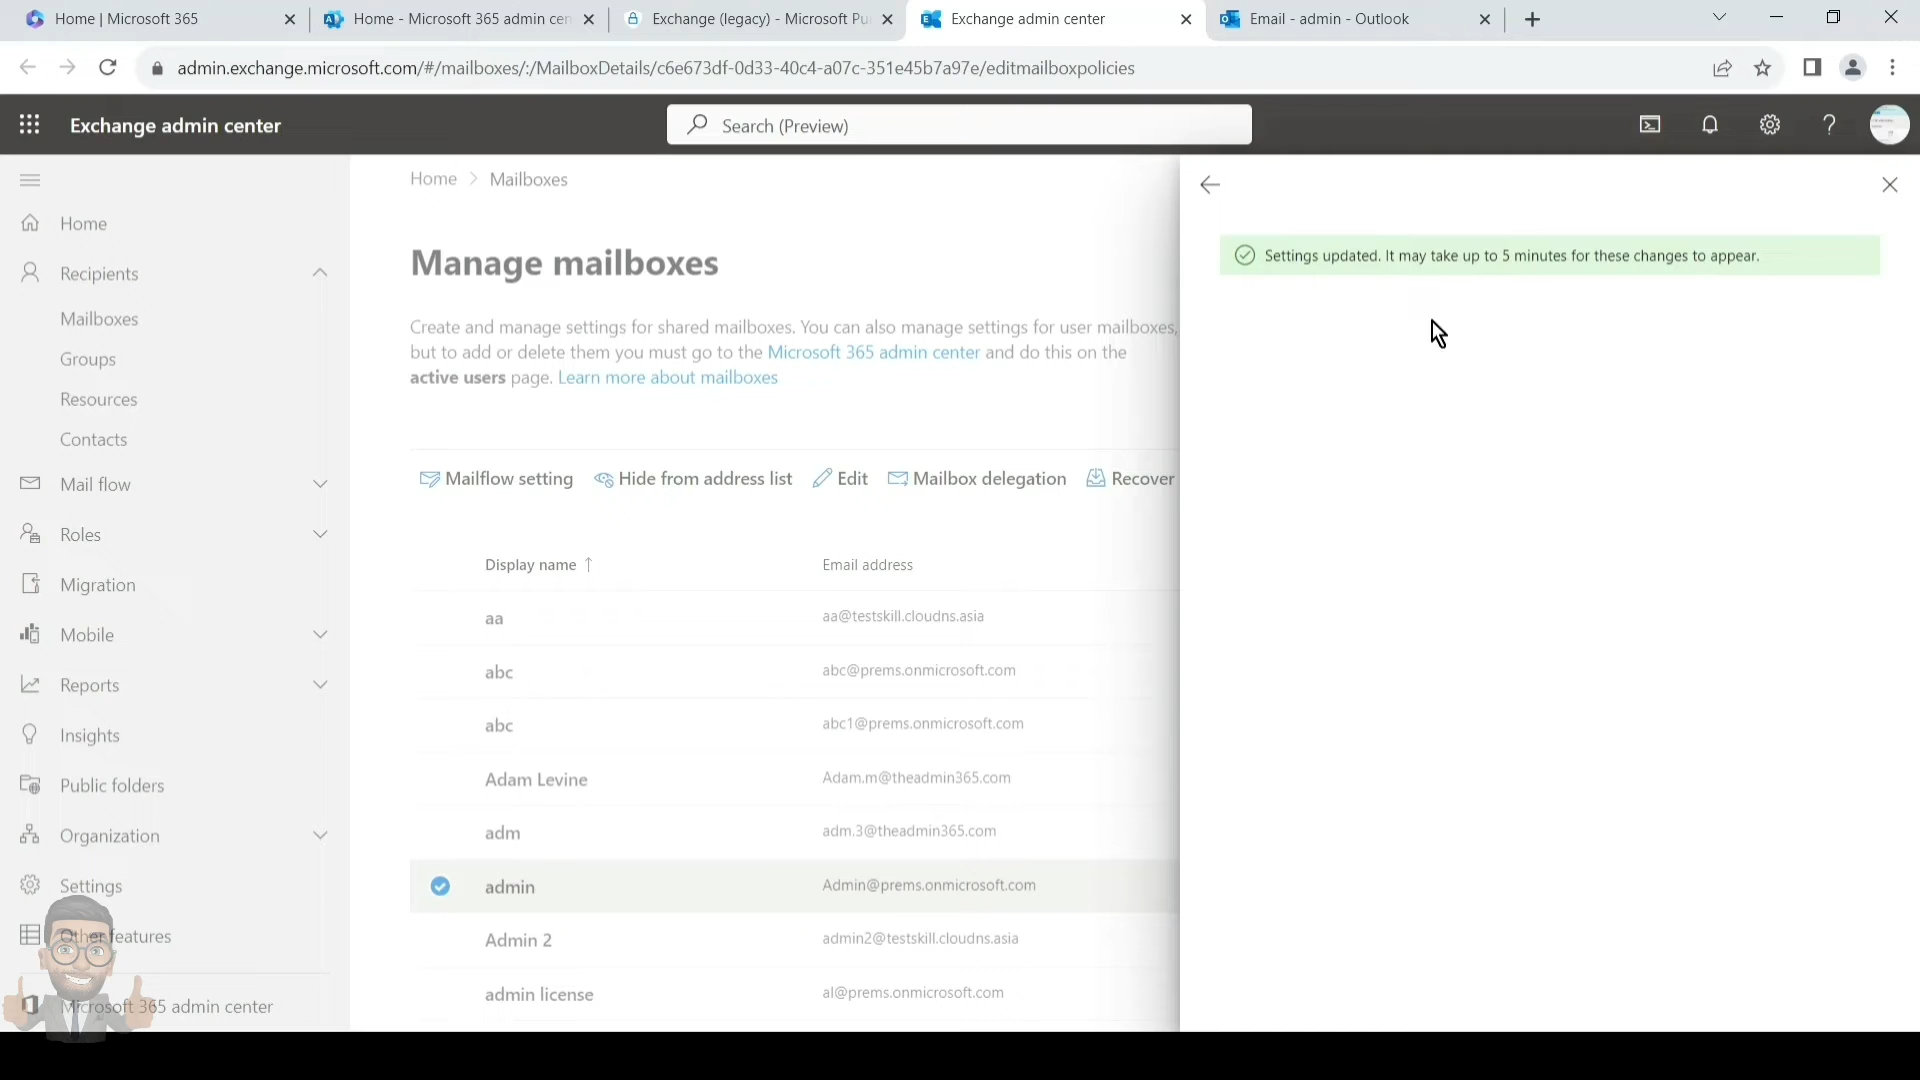 Home | Microsoft 365
Home - Microsoft 365 admin cen
Exchange (legacy) - Microsoft Pu
Exchange admin center
Email - admin - Outlook
admin.exchange.microsoft.com/#/mailboxes/:/MailboxDetails/c6e673df-0d33-40c4-a07c-351e45b7a97e/editmailboxpolicies
Exchange admin center
Search (Preview)
Home
Recipients
Mailboxes
Groups
Resources
Contacts
Mail flow
Roles
Migration
Mobile
Reports
Insights
Public folders
Organization
Settings
Other features
Microsoft 365 admin center
Home > Mailboxes
Manage mailboxes
Create and manage settings for shared mailboxes. You can also manage settings for user mailboxes,
but to add or delete them you must go to the Microsoft 365 admin center and do this on the
active users page. Learn more about mailboxes
Mailflow setting Hide from address list Edit Mailbox delegation Recover
Display name ↑ Email address
aa aa@testskill.cloudns.asia
abc abc@prems.onmicrosoft.com
abc abc1@prems.onmicrosoft.com
Adam Levine Adam.m@theadmin365.com
adm adm.3@theadmin365.com
admin Admin@prems.onmicrosoft.com
Admin 2 admin2@testskill.cloudns.asia
admin license al@prems.onmicrosoft.com
Settings updated. It may take up to 5 minutes for these changes to appear.